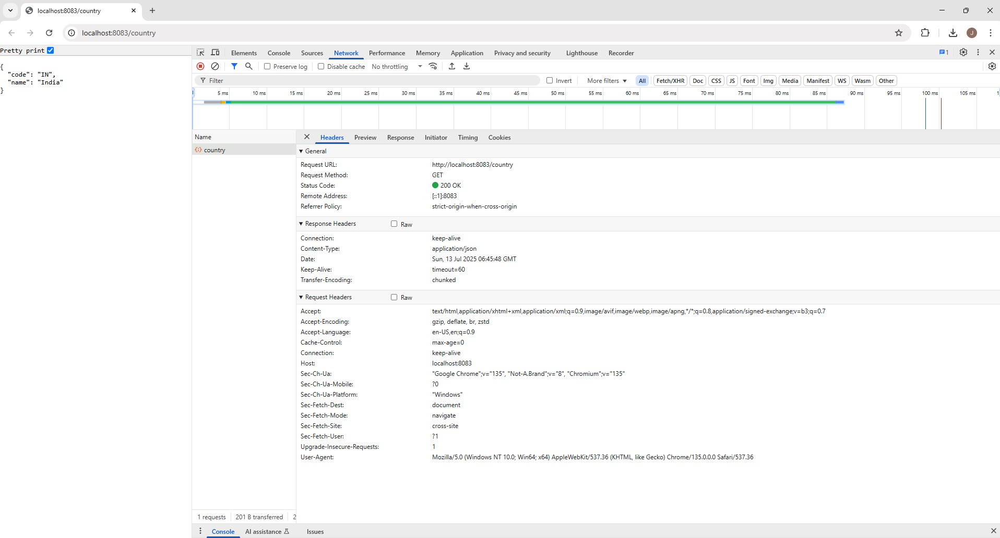 localhost:8083/country
localhost:8083/country
J
Pretty print
{
  "code": "IN",
  "name": "India"
}
Elements Console Sources Network Performance Memory Application Privacy and security Lighthouse Recorder 1
Preserve log Disable cache No throttling
Filter Invert More filters All Fetch/XHR Doc CSS JS Font Img Media Manifest WS Wasm Other
5 ms 10 ms 15 ms 20 ms 25 ms 30 ms 35 ms 40 ms 45 ms 50 ms 55 ms 60 ms 65 ms 70 ms 75 ms 80 ms 85 ms 90 ms 95 ms 100 ms 105 ms 1
Name
country
Headers Preview Response Initiator Timing Cookies
General
Request URL: http://localhost:8083/country
Request Method: GET
Status Code: 200 OK
Remote Address: [::1]:8083
Referrer Policy: strict-origin-when-cross-origin
Response Headers Raw
Connection: keep-alive
Content-Type: application/json
Date: Sun, 13 Jul 2025 06:45:48 GMT
Keep-Alive: timeout=60
Transfer-Encoding: chunked
Request Headers Raw
Accept: text/html,application/xhtml+xml,application/xml;q=0.9,image/avif,image/webp,image/apng,*/*;q=0.8,application/signed-exchange;v=b3;q=0.7
Accept-Encoding: gzip, deflate, br, zstd
Accept-Language: en-US,en;q=0.9
Cache-Control: max-age=0
Connection: keep-alive
Host: localhost:8083
Sec-Ch-Ua: "Google Chrome";v="135", "Not-A.Brand";v="8", "Chromium";v="135"
Sec-Ch-Ua-Mobile: ?0
Sec-Ch-Ua-Platform: "Windows"
Sec-Fetch-Dest: document
Sec-Fetch-Mode: navigate
Sec-Fetch-Site: cross-site
Sec-Fetch-User: ?1
Upgrade-Insecure-Requests: 1
User-Agent: Mozilla/5.0 (Windows NT 10.0; Win64; x64) AppleWebKit/537.36 (KHTML, like Gecko) Chrome/135.0.0.0 Safari/537.36
1 requests 201 B transferred 2
Console AI assistance Issues